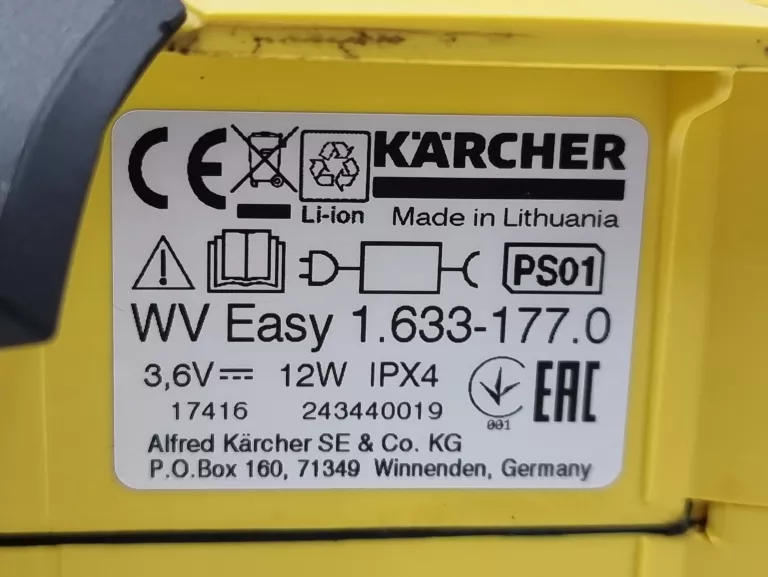 CE KÄRCHER
Li-ion Made in Lithuania
PS01
WV Easy 1.633-177.0
3,6V 12W IPX4
17416 243440019
001 EAC
Alfred Kärcher SE & Co. KG
P.O.Box 160, 71349 Winnenden, Germany